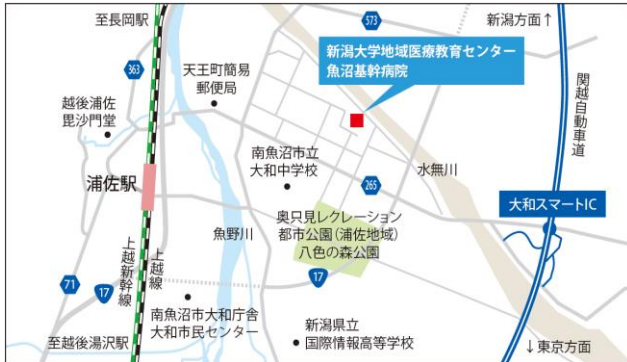 至長岡駅
573
新潟方面↑
新潟大学地域医療教育センター
魚沼基幹病院
363
天王町簡易
郵便局
関越自動車道
越後浦佐
毘沙門堂
南魚沼市立
大和中学校
水無川
265
浦佐駅
大和スマートIC
奥只見レクレーション
都市公園(浦佐地域)
八色の森公園
魚野川
上越新幹線
上越線
17
71
17
南魚沼市大和庁舎
大和市民センター
新潟県立
国際情報高等学校
至越後湯沢駅
↓東京方面